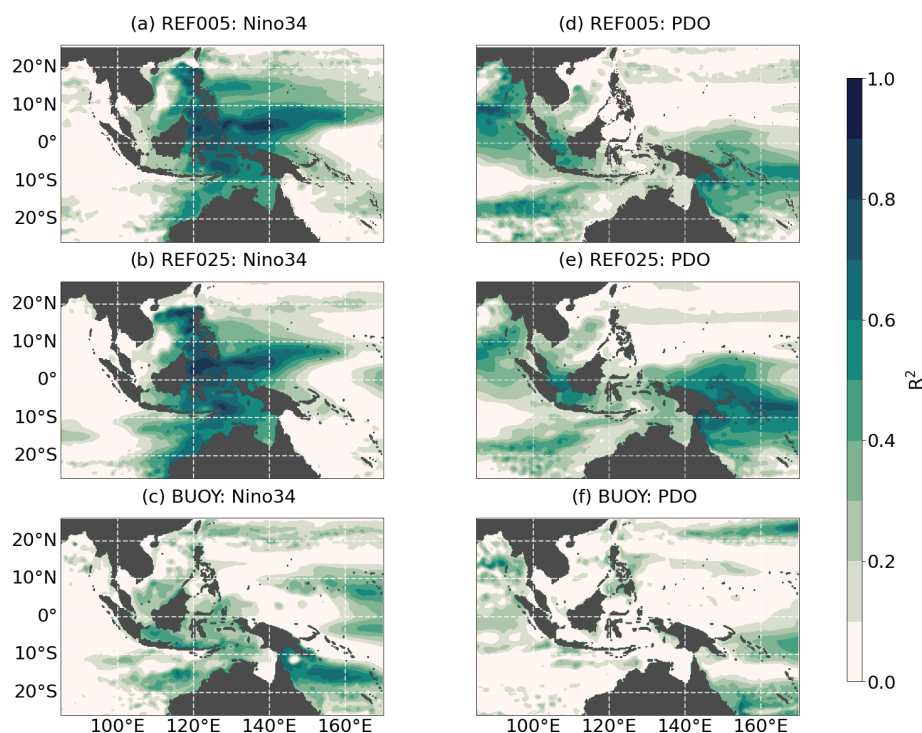 (a) REF005: Nino34
(d) REF005: PDO
20°N
10°N
0°
10°S
20°S
(b) REF025: Nino34
(e) REF025: PDO
20°N
10°N
0°
10°S
20°S
(c) BUOY: Nino34
(f) BUOY: PDO
20°N
10°N
0°
10°S
20°S
100°E 120°E 140°E 160°E
100°E 120°E 140°E 160°E
1.0
0.8
0.6
0.4
0.2
0.0
R²